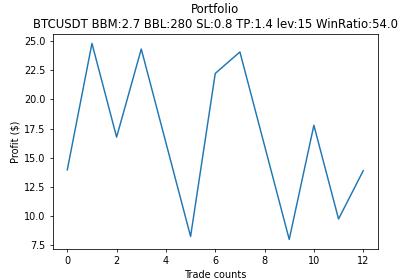 Portfolio
BTCUSDT BBM:2.7 BBL:280 SL:0.8 TP:1.4 lev:15 WinRatio:54.0
25.0
22.5
20.0
17.5
15.0
12.5
10.0
7.5
Profit ($)
0 2 4 6 8 10 12
Trade counts